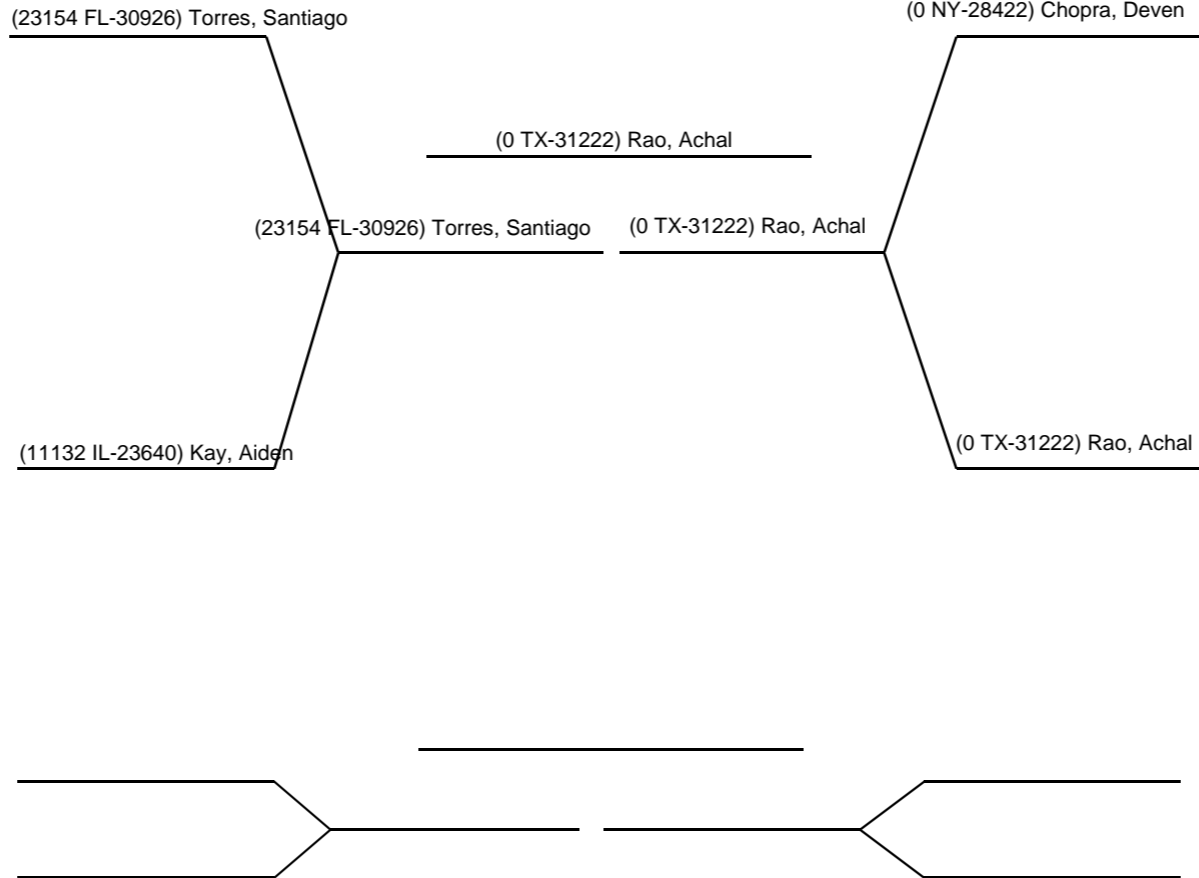 (23154 FL-30926) Torres, Santiago
(0 NY-28422) Chopra, Deven
(0 TX-31222) Rao, Achal
(23154 FL-30926) Torres, Santiago
(0 TX-31222) Rao, Achal
(11132 IL-23640) Kay, Aiden
(0 TX-31222) Rao, Achal